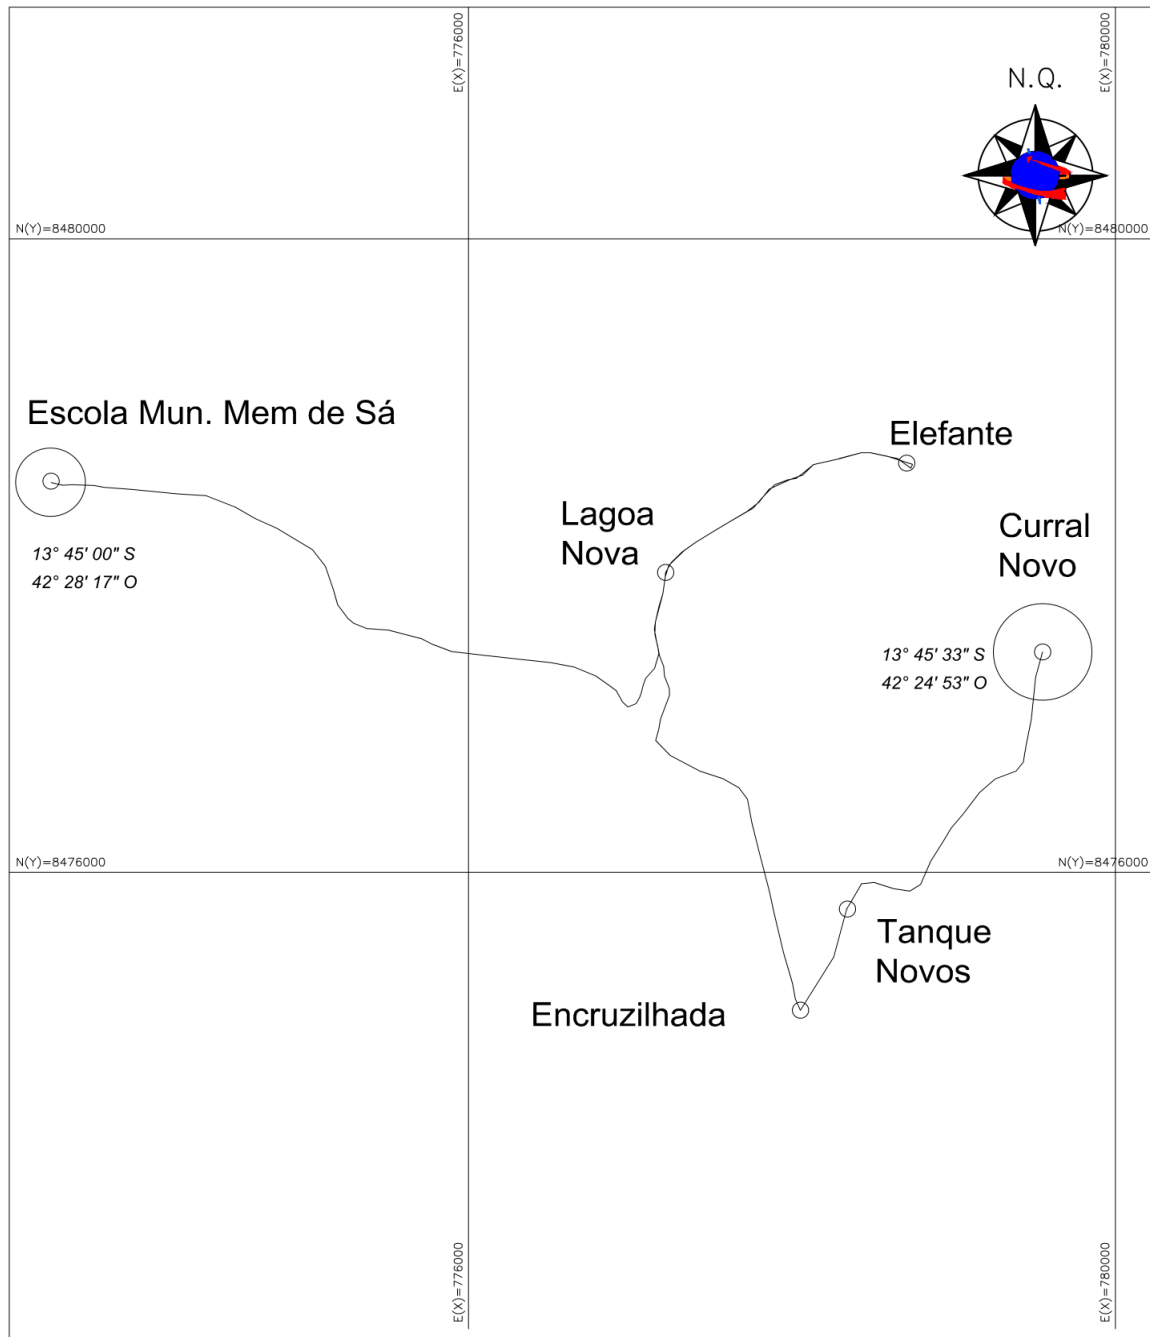 E(X)=776000
E(X)=780000
N.Q.
N(Y)=8480000
N(Y)=8480000
Escola Mun. Mem de Sá
Elefante
Lagoa
Nova
Curral
Novo
13° 45' 00" S
42° 28' 17" O
13° 45' 33" S
42° 24' 53" O
N(Y)=8476000
N(Y)=8476000
Tanque
Novos
Encruzilhada
E(X)=776000
E(X)=780000